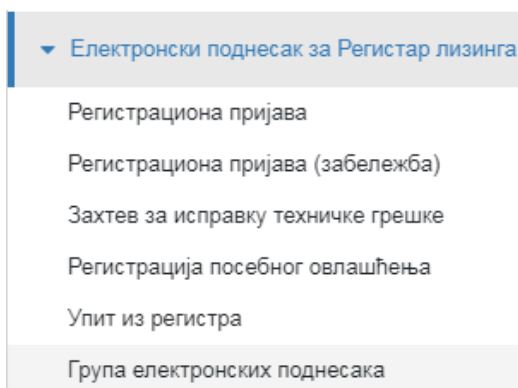 Електронски поднесак за Регистар лизинга
Регистрациона пријава
Регистрациона пријава (забележба)
Захтев за исправку техничке грешке
Регистрација посебног овлашћења
Упит из регистра
Група електронских поднесака